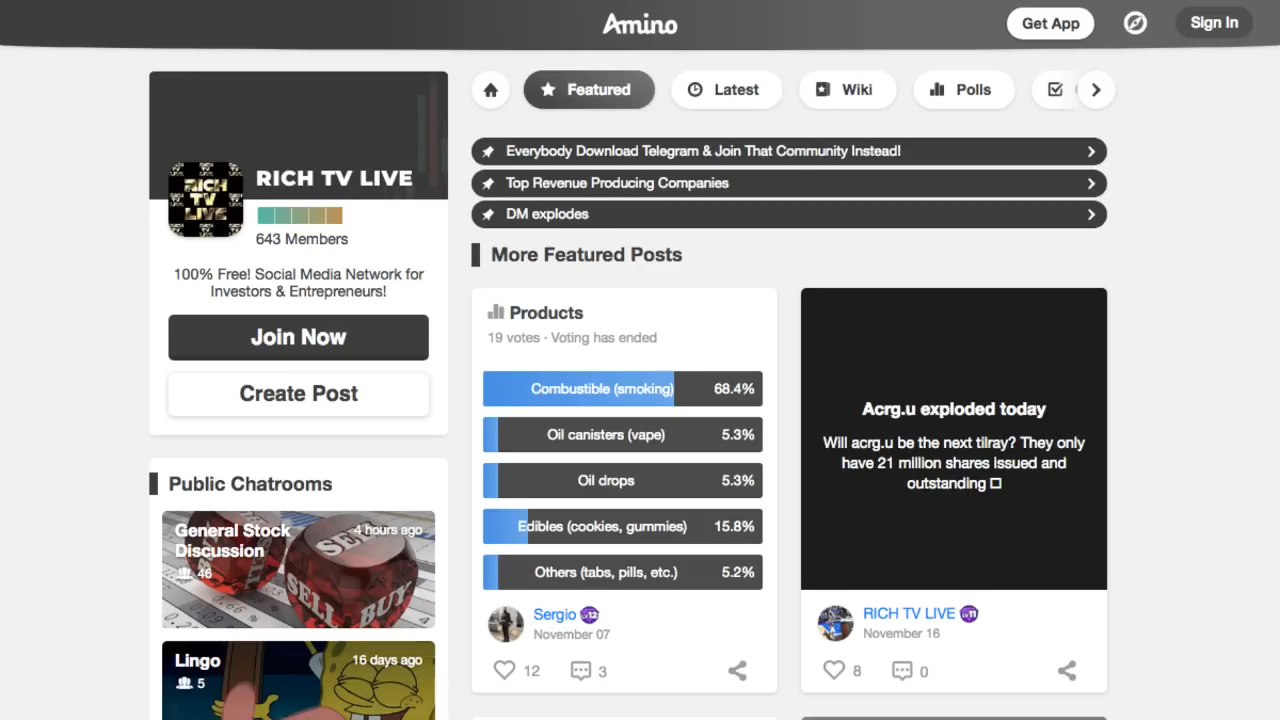 Amino
Get App
Sign In
RICH TV LIVE
RICH
TV
LIVE
643 Members
100% Free! Social Media Network for
Investors & Entrepreneurs!
Join Now
Create Post
Public Chatrooms
General Stock
Discussion
4 hours ago
46
SELL
BUY
Lingo
16 days ago
5
Featured
Latest
Wiki
Polls
Everybody Download Telegram & Join That Community Instead!
Top Revenue Producing Companies
DM explodes
More Featured Posts
Products
19 votes · Voting has ended
Combustible (smoking) 68.4%
Oil canisters (vape) 5.3%
Oil drops 5.3%
Edibles (cookies, gummies) 15.8%
Others (tabs, pills, etc.) 5.2%
Sergio
November 07
12
3
Acrg.u exploded today
Will acrg.u be the next tilray? They only
have 21 million shares issued and
outstanding □
RICH TV LIVE
November 16
8
0